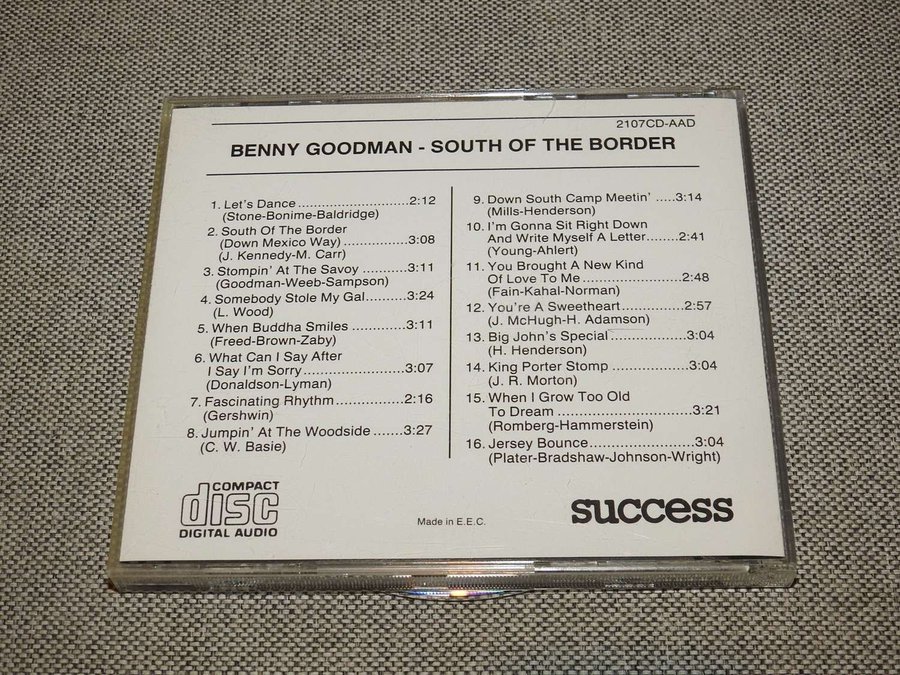 2107CD-AAD
BENNY GOODMAN - SOUTH OF THE BORDER
1. Let's Dance ........................2:12
(Stone-Bonime-Baldridge)
2. South Of The Border
(Down Mexico Way) ..............3:08
(J. Kennedy-M. Carr)
3. Stompin' At The Savoy ..........3:11
(Goodman-Weeb-Sampson)
4. Somebody Stole My Gal.........3:24
(L. Wood)
5. When Buddha Smiles ............3:11
(Freed-Brown-Zaby)
6. What Can I Say After
I Say I'm Sorry.......................3:07
(Donaldson-Lyman)
7. Fascinating Rhythm...............2:16
(Gershwin)
8. Jumpin' At The Woodside .......3:27
(C. W. Basie)
9. Down South Camp Meetin' .....3:14
(Mills-Henderson)
10. I'm Gonna Sit Right Down
And Write Myself A Letter.......2:41
(Young-Ahlert)
11. You Brought A New Kind
Of Love To Me......................2:48
(Fain-Kahal-Norman)
12. You're A Sweetheart..............2:57
(J. McHugh-H. Adamson)
13. Big John's Special.................3:04
(H. Henderson)
14. King Porter Stomp ................3:04
(J. R. Morton)
15. When I Grow Too Old
To Dream ............................3:21
(Romberg-Hammerstein)
16. Jersey Bounce......................3:04
(Plater-Bradshaw-Johnson-Wright)
COMPACT
disc
DIGITAL AUDIO
Made in E.E.C.
success